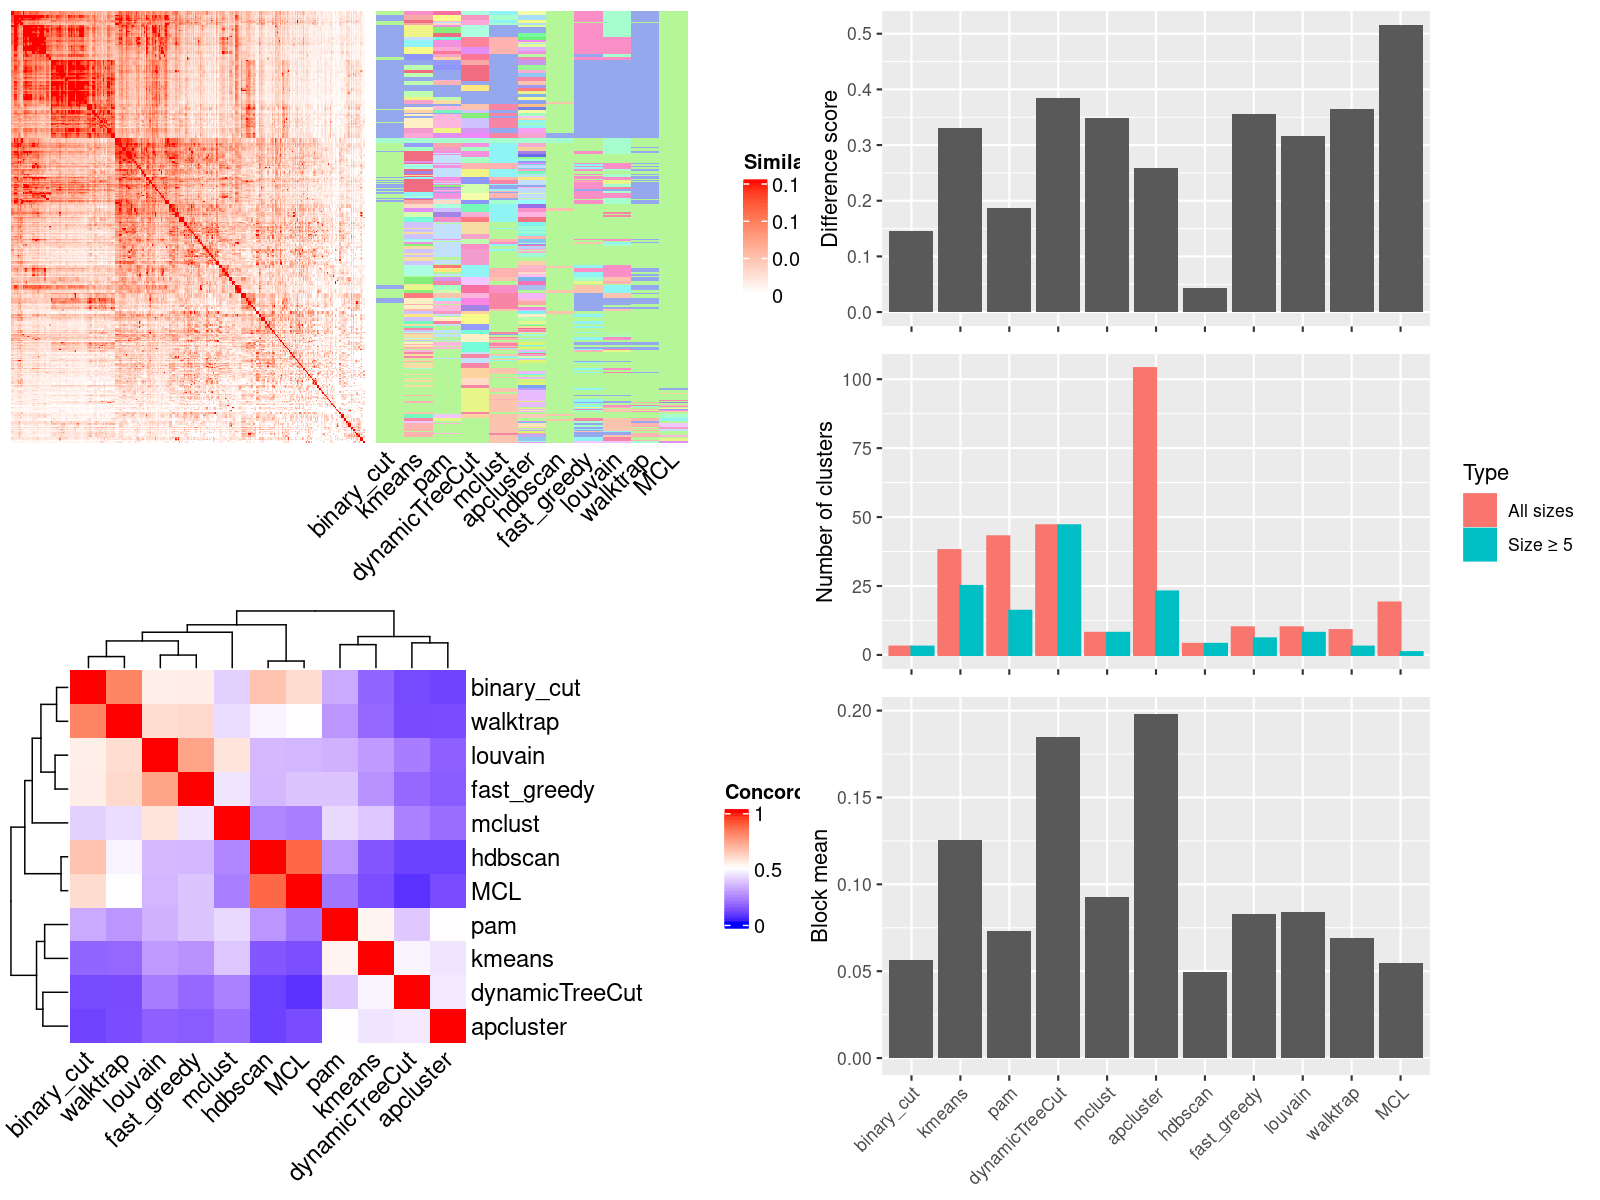 Simila
0.1
0.1
0.0
0
binary_cut
kmeans
pam
dynamicTreeCut
mclust
apcluster
hdbscan
fast_greedy
louvain
walktrap
MCL
binary_cut
walktrap
louvain
fast_greedy
mclust
hdbscan
MCL
pam
kmeans
dynamicTreeCut
apcluster
binary_cut
walktrap
louvain
fast_greedy
mclust
hdbscan
MCL
pam
kmeans
dynamicTreeCut
apcluster
Concord
1
0.5
0
Difference score
0.5
0.4
0.3
0.2
0.1
0.0
Number of clusters
100
75
50
25
0
Type
All sizes
Size ≥ 5
Block mean
0.20
0.15
0.10
0.05
0.00
binary_cut
kmeans
pam
dynamicTreeCut
mclust
apcluster
hdbscan
fast_greedy
louvain
walktrap
MCL